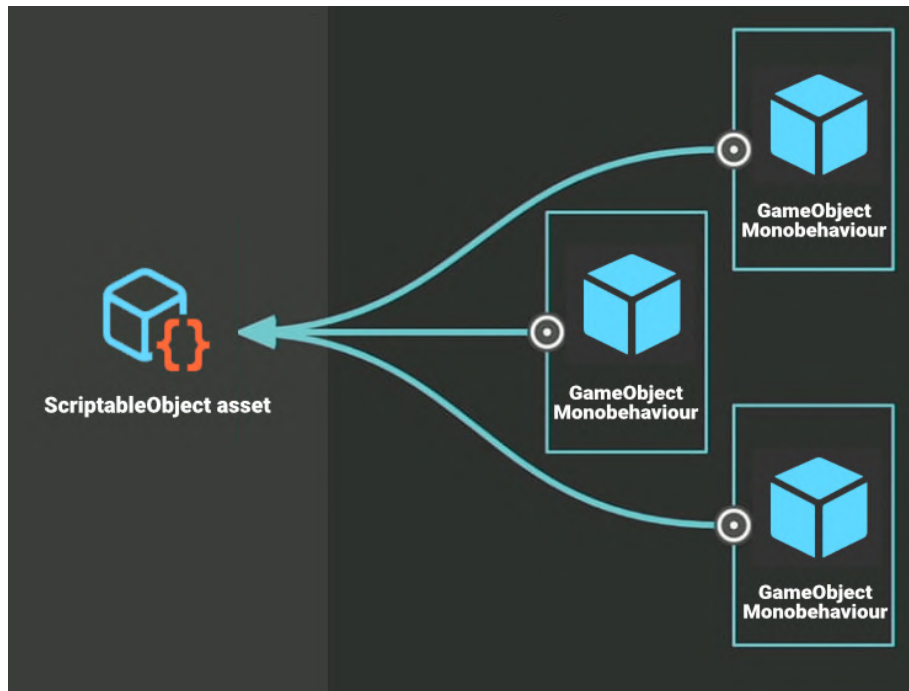 GameObject
Monobehaviour
GameObject
Monobehaviour
{}
ScriptableObject asset
GameObject
Monobehaviour